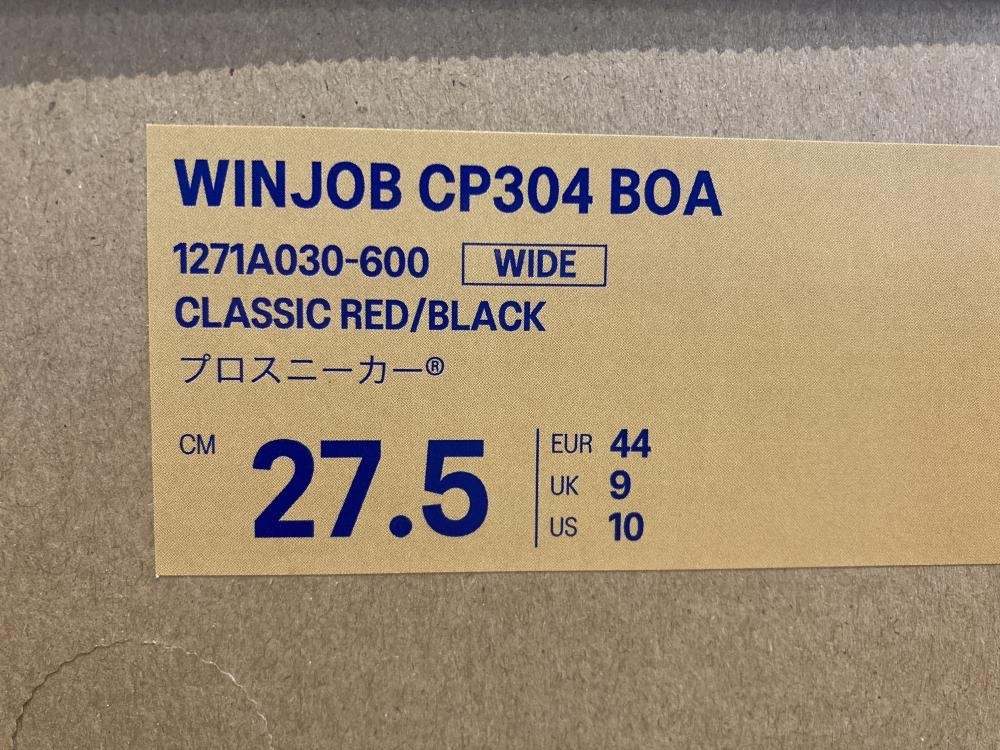 WINJOB CP304 BOA
1271A030-600 WIDE
CLASSIC RED/BLACK
プロスニーカー®
CM 27.5
EUR 44
UK 9
US 10